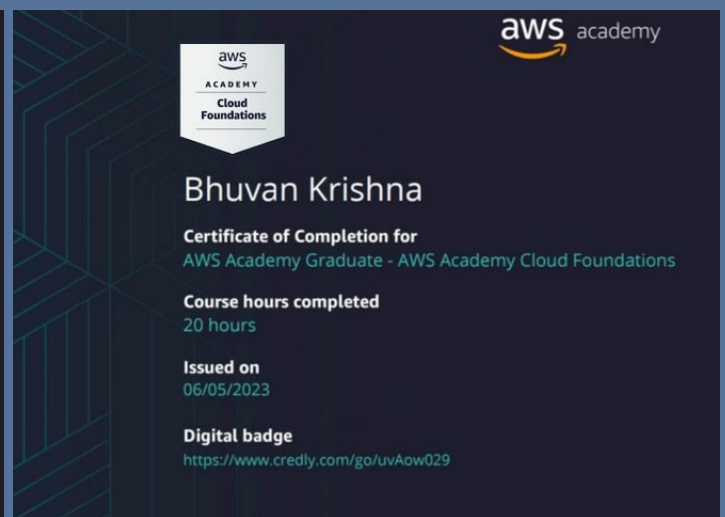 aws academy
aws
ACADEMY
Cloud
Foundations
Bhuvan Krishna
Certificate of Completion for
AWS Academy Graduate - AWS Academy Cloud Foundations
Course hours completed
20 hours
Issued on
06/05/2023
Digital badge
https://www.credly.com/go/uvAow029